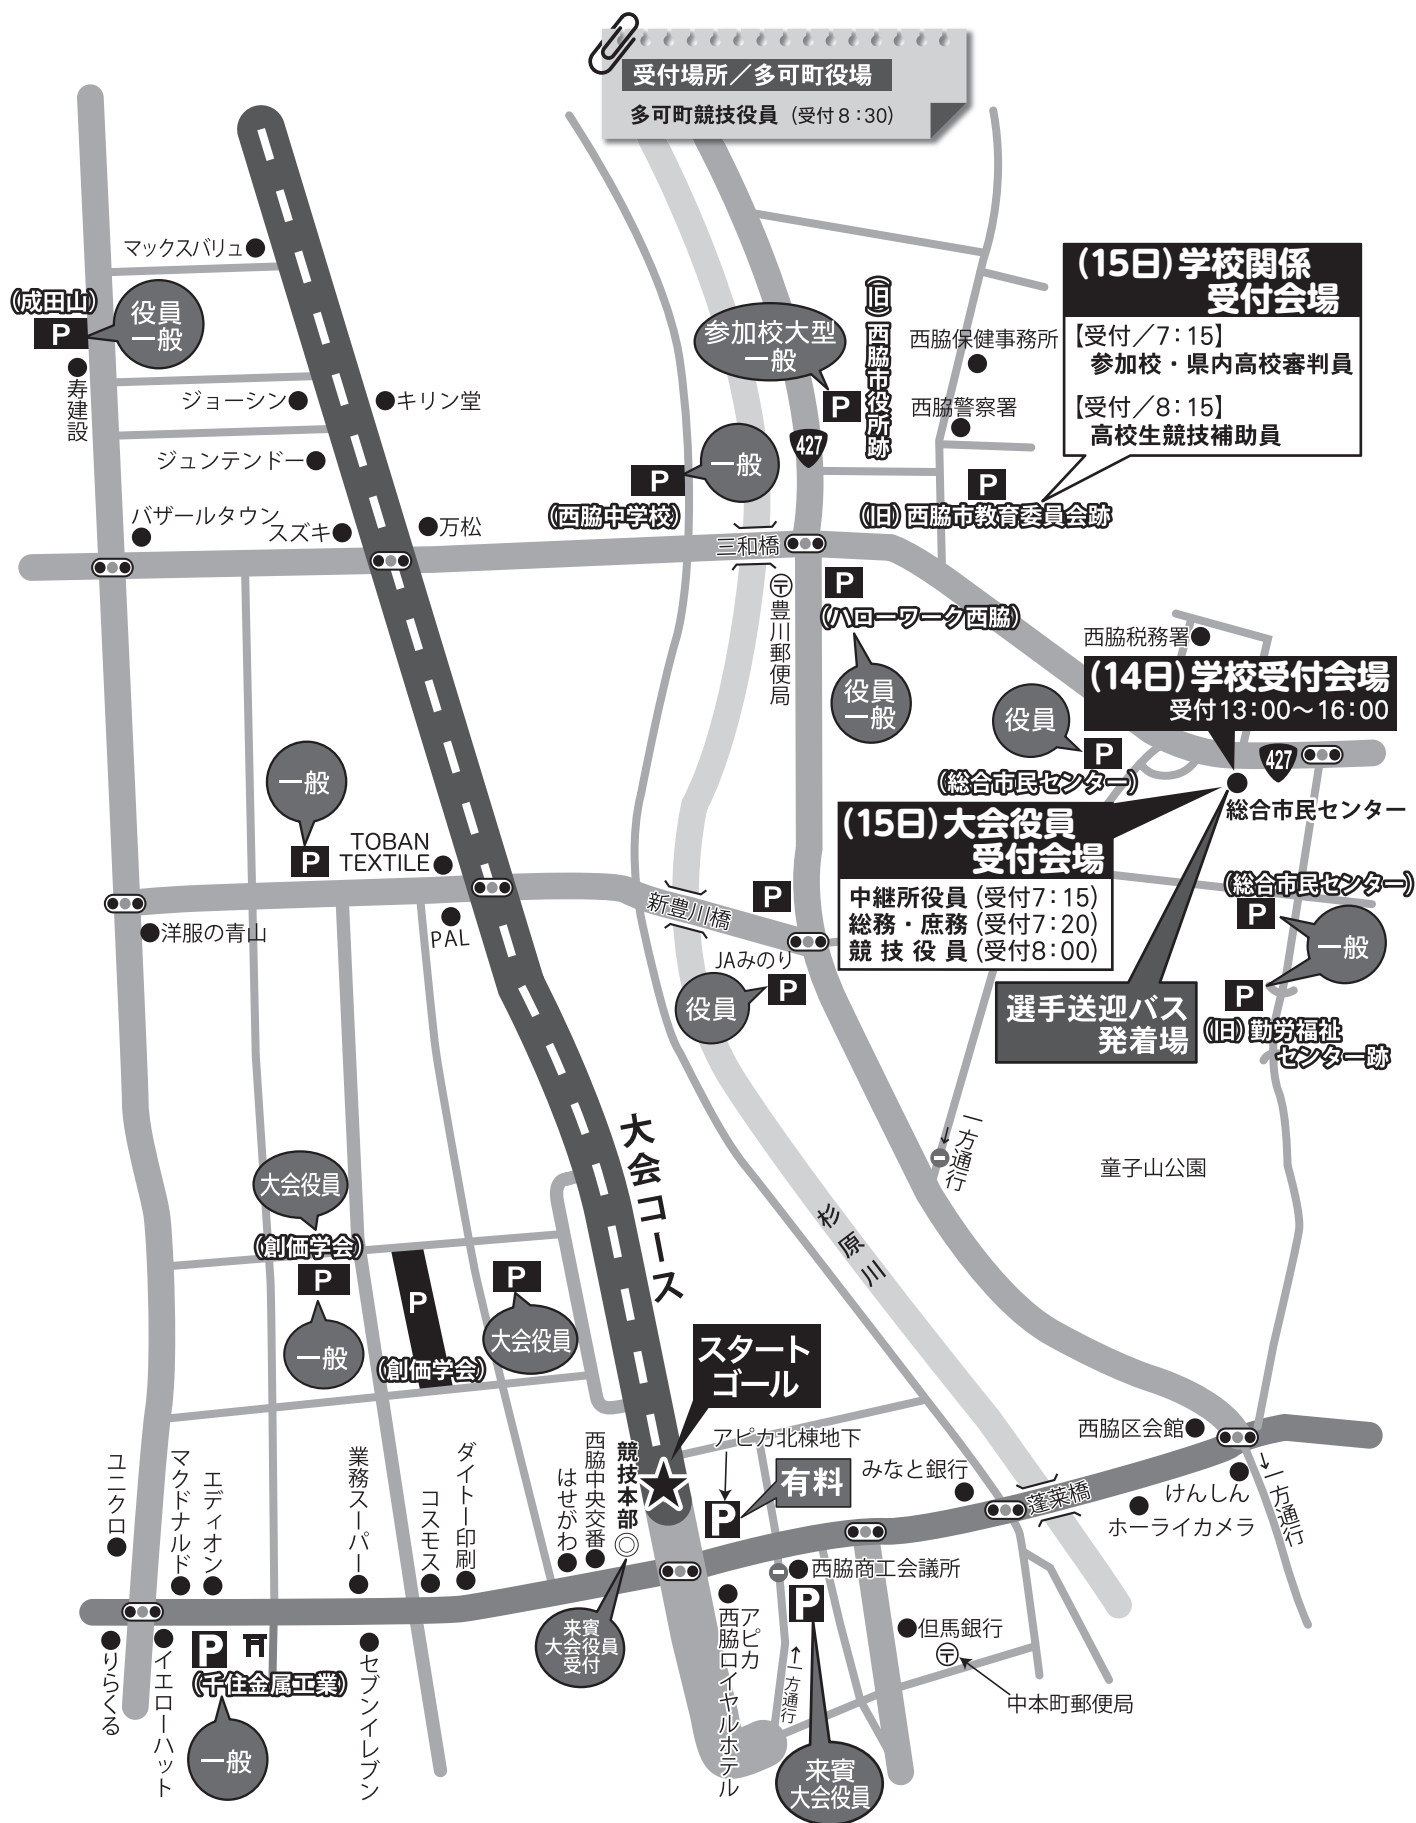 受付場所／多可町役場
多可町競技役員（受付8：30）
マックスバリュ
（成田山）
P
役員
一般
寿建設
ジョーシン
キリン堂
ジュンテンドー
バザールタウン
スズキ
万松
参加校大型
一般
P
（旧）西脇市役所跡
427
一般
P
（西脇中学校）
西脇保健事務所
西脇警察署
（15日）学校関係
受付会場
【受付／7：15】
参加校・県内高校審判員
【受付／8：15】
高校生競技補助員
P
（旧）西脇市教育委員会跡
三和橋
〒豊川郵便局
P
（ハローワーク西脇）
役員
一般
西脇税務署
（14日）学校受付会場
受付13：00～16：00
役員
P
（総合市民センター）
427
総合市民センター
（15日）大会役員
受付会場
中継所役員（受付7：15）
総務・庶務（受付7：20）
競技役員（受付8：00）
（総合市民センター）
P
一般
P
（旧）勤労福祉
センター跡
選手送迎バス
発着場
一般
P
TOBAN
TEXTILE
洋服の青山
PAL
新豊川橋
P
JAみのり
P
役員
←一方通行
童子山公園
大会コース
杉原川
大会役員
（創価学会）
P
一般
P
（創価学会）
P
大会役員
スタート
ゴール
アピカ北棟地下
有料
P
みなと銀行
西脇区会館
蓬莱橋
けんしん
ホーライカメラ
←一方通行
ユニクロ
マクドナルド
エディオン
業務スーパー
コスモス
ダイトー印刷
はせがわ
西脇中央交番
競技本部◎
来賓
大会役員
受付
西脇商工会議所
P
アピカ
西脇ロイヤルホテル
→一方通行
但馬銀行
〒
中本町郵便局
来賓
大会役員
りらくる
イエローハット
P
（千住金属工業）
一般
セブンイレブン